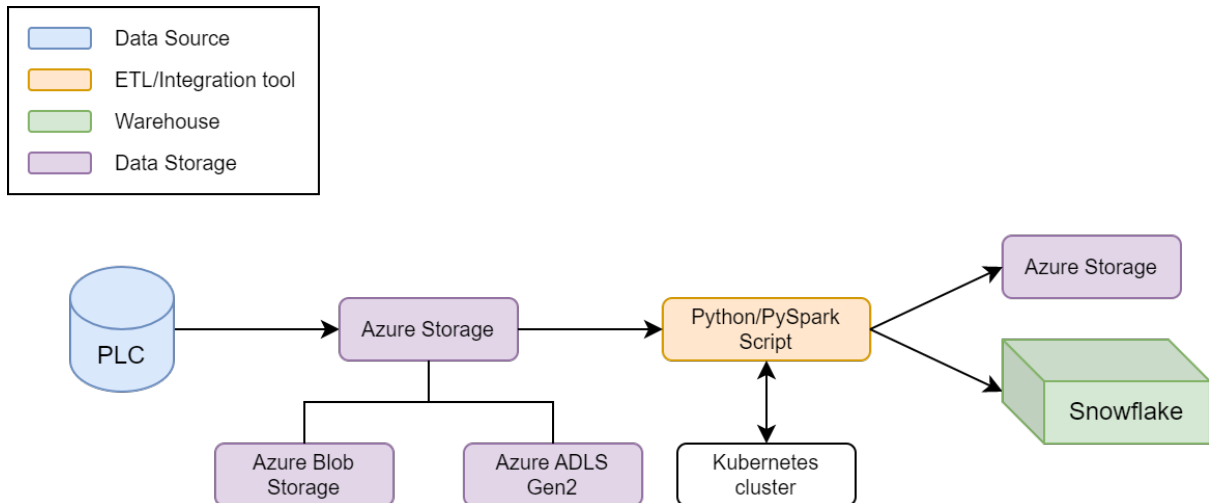 Data Source
ETL/Integration tool
Warehouse
Data Storage
Azure Storage
PLC
Azure Storage
Python/PySpark
Script
Snowflake
Azure Blob
Storage
Azure ADLS
Gen2
Kubernetes
cluster